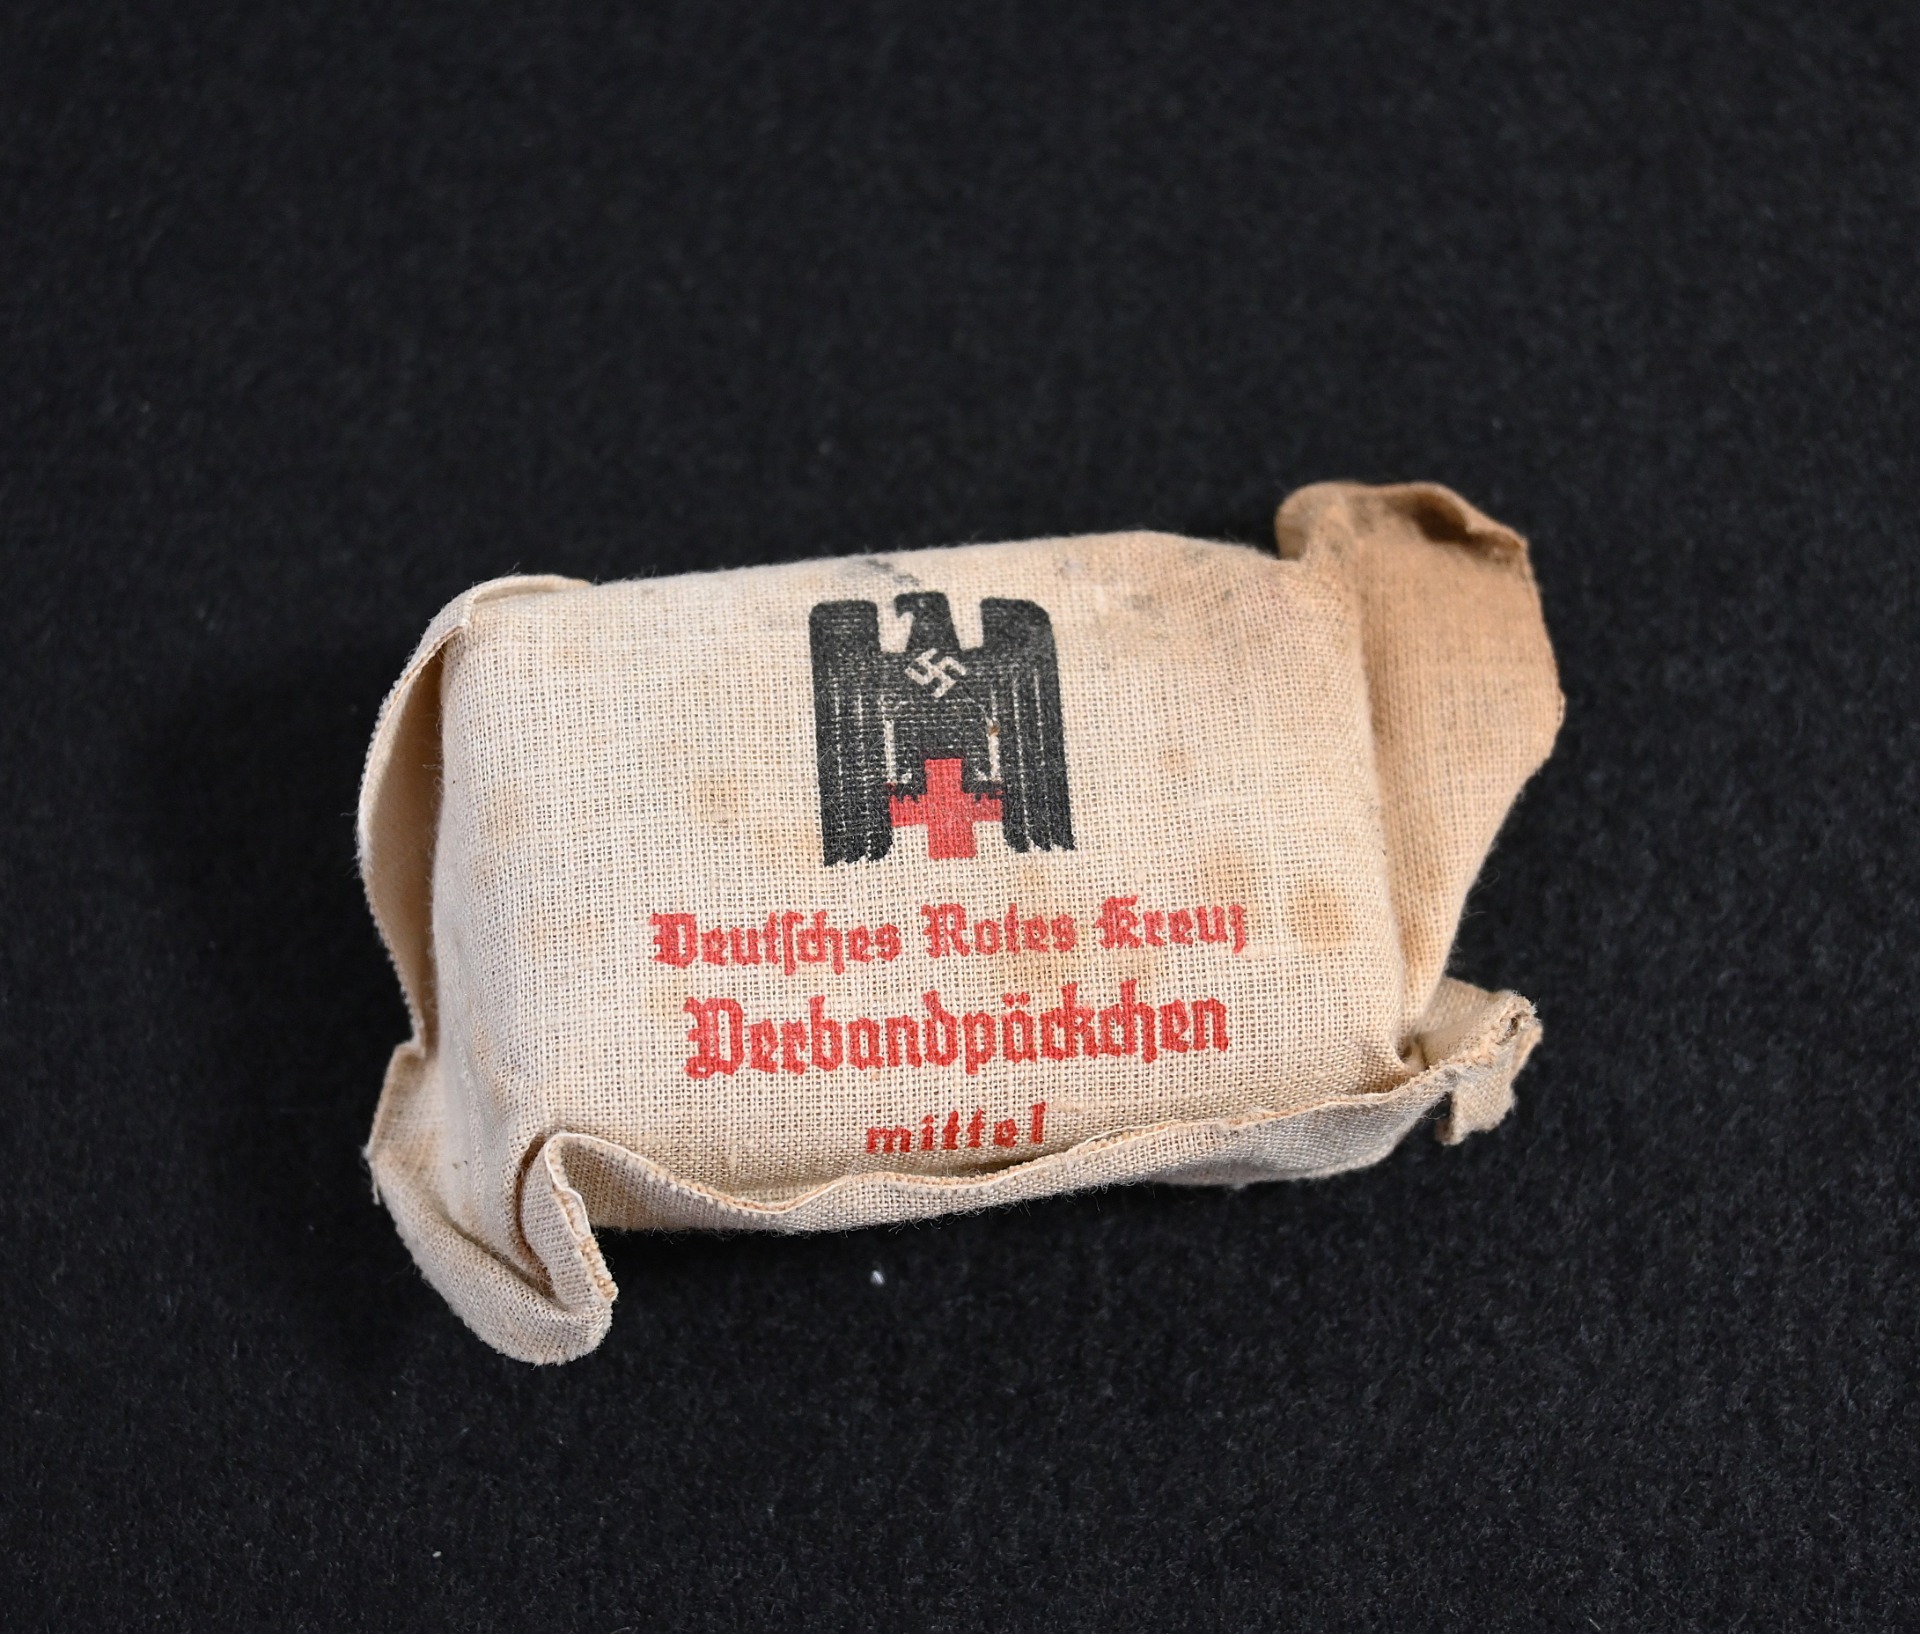 Deutſches Rotes Kreuz
Verbandpäckchen
mittel